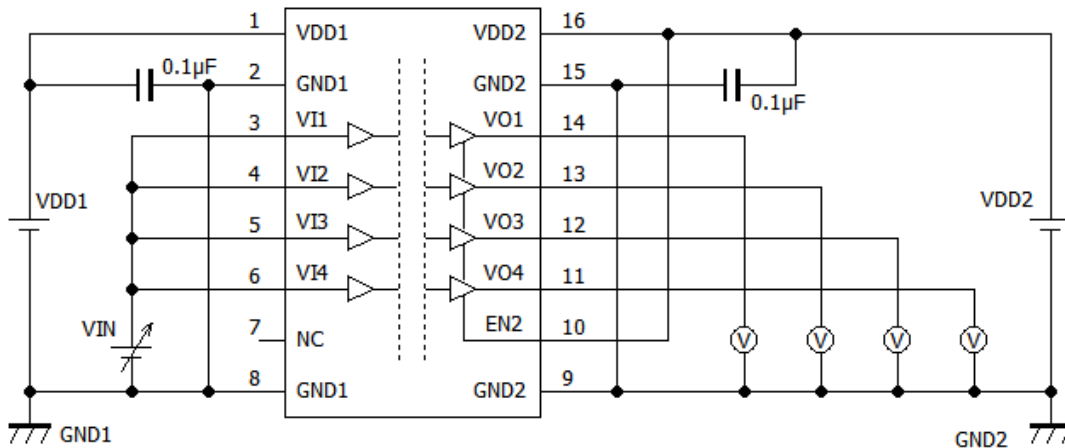 1 VDD1 VDD2 16
0.1μF 2 GND1 GND2 15 0.1μF
3 VI1 VO1 14
4 VI2 VO2 13
VDD1 5 VI3 VO3 12 VDD2
6 VI4 VO4 11
VIN 7 NC EN2 10 V V V V
8 GND1 GND2 9
GND1 GND2